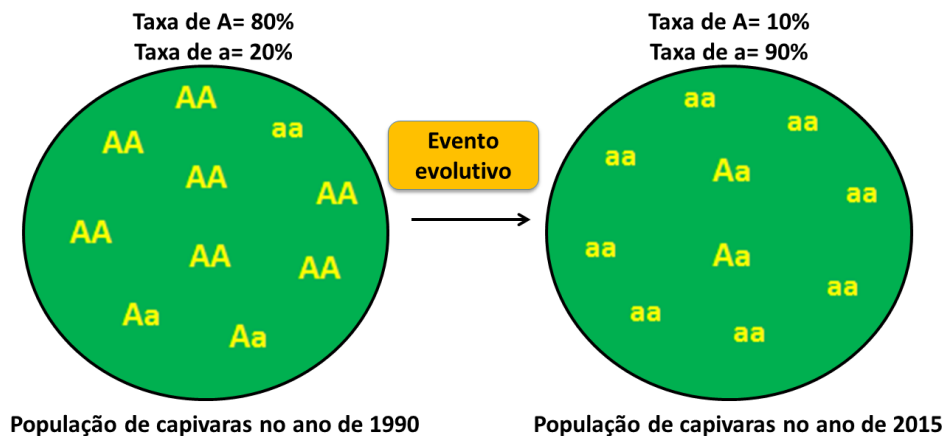 Taxa de A= 80%
Taxa de a= 20%
Taxa de A= 10%
Taxa de a= 90%
AA
aa
AA
AA
AA
AA
AA
AA
Aa
Aa
Evento
evolutivo
aa
aa
aa
Aa
aa
aa
Aa
aa
aa
aa
População de capivaras no ano de 1990
População de capivaras no ano de 2015